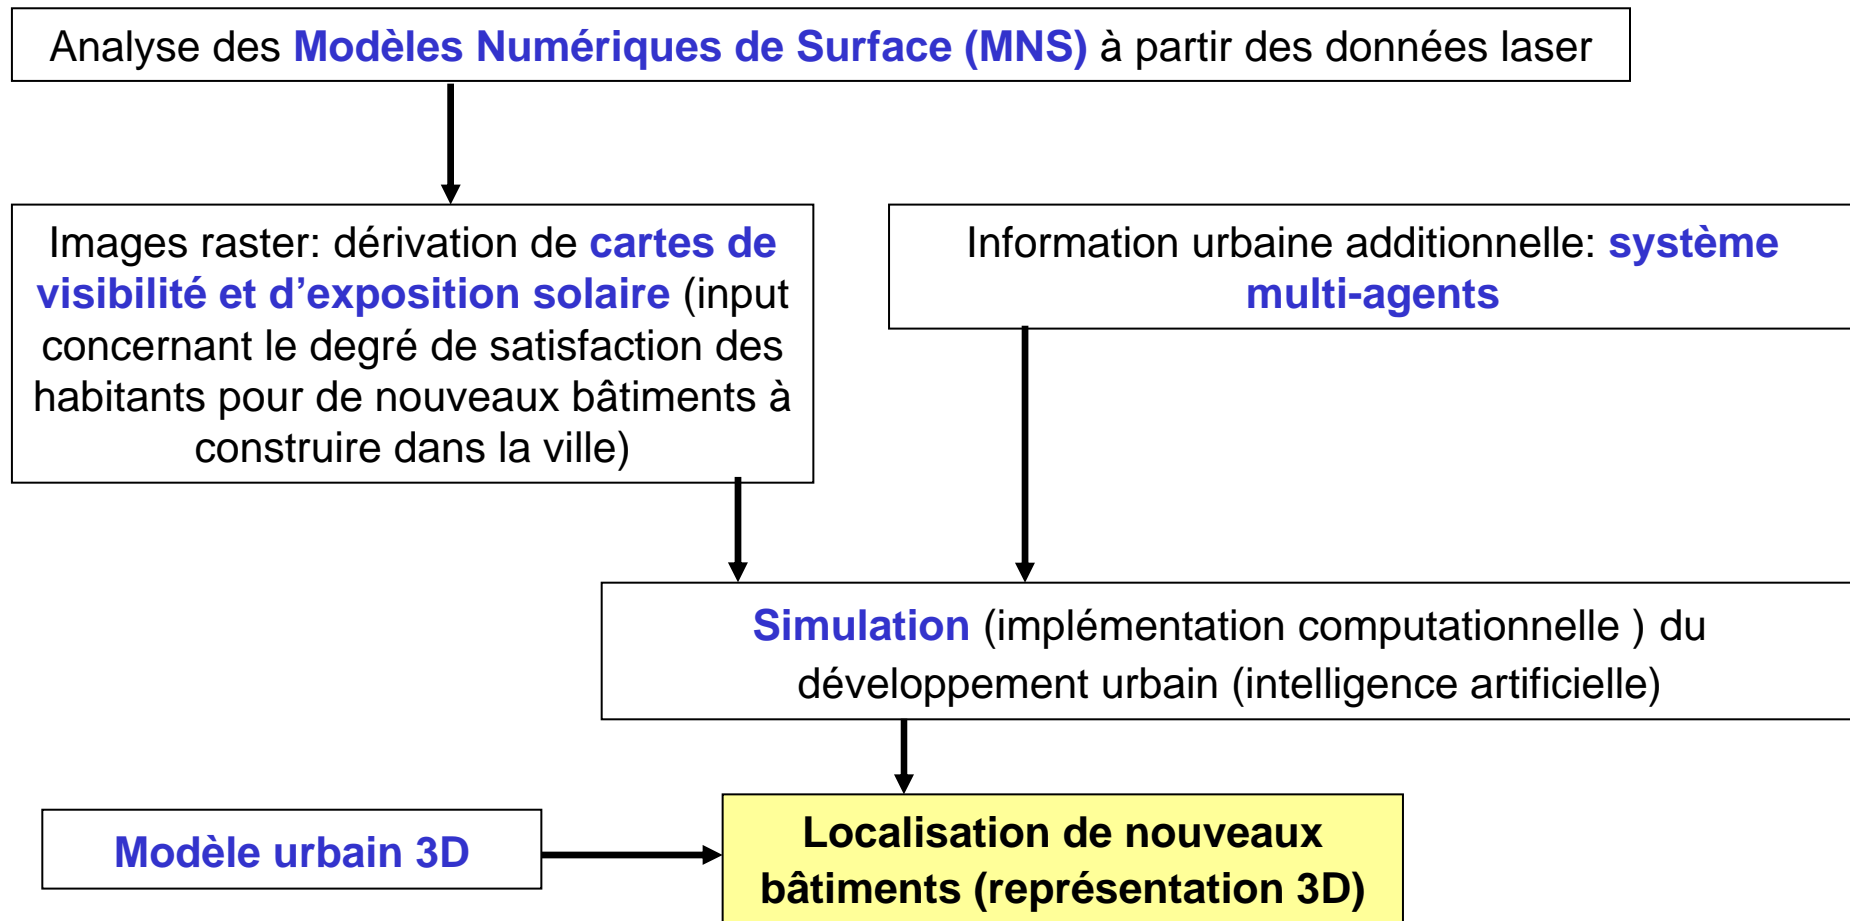 Analyse des Modèles Numériques de Surface (MNS) à partir des données laser
Images raster: dérivation de cartes de
visibilité et d’exposition solaire (input
concernant le degré de satisfaction des
habitants pour de nouveaux bâtiments à
construire dans la ville)
Information urbaine additionnelle: système
multi-agents
Simulation (implémentation computationnelle ) du
développement urbain (intelligence artificielle)
Modèle urbain 3D
Localisation de nouveaux
bâtiments (représentation 3D)